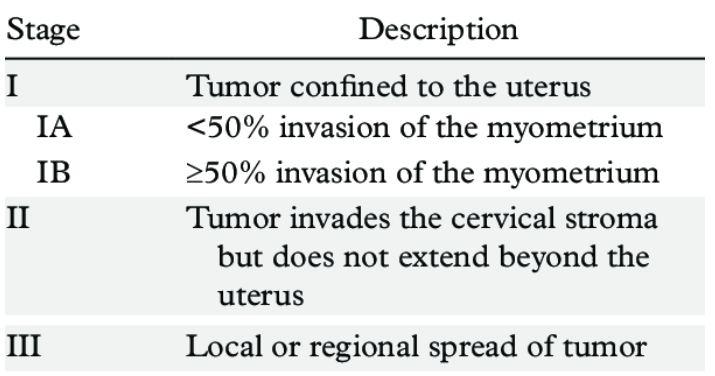 Stage Description
I Tumor confined to the uterus
IA <50% invasion of the myometrium
IB ≥50% invasion of the myometrium
II Tumor invades the cervical stroma
but does not extend beyond the
uterus
III Local or regional spread of tumor